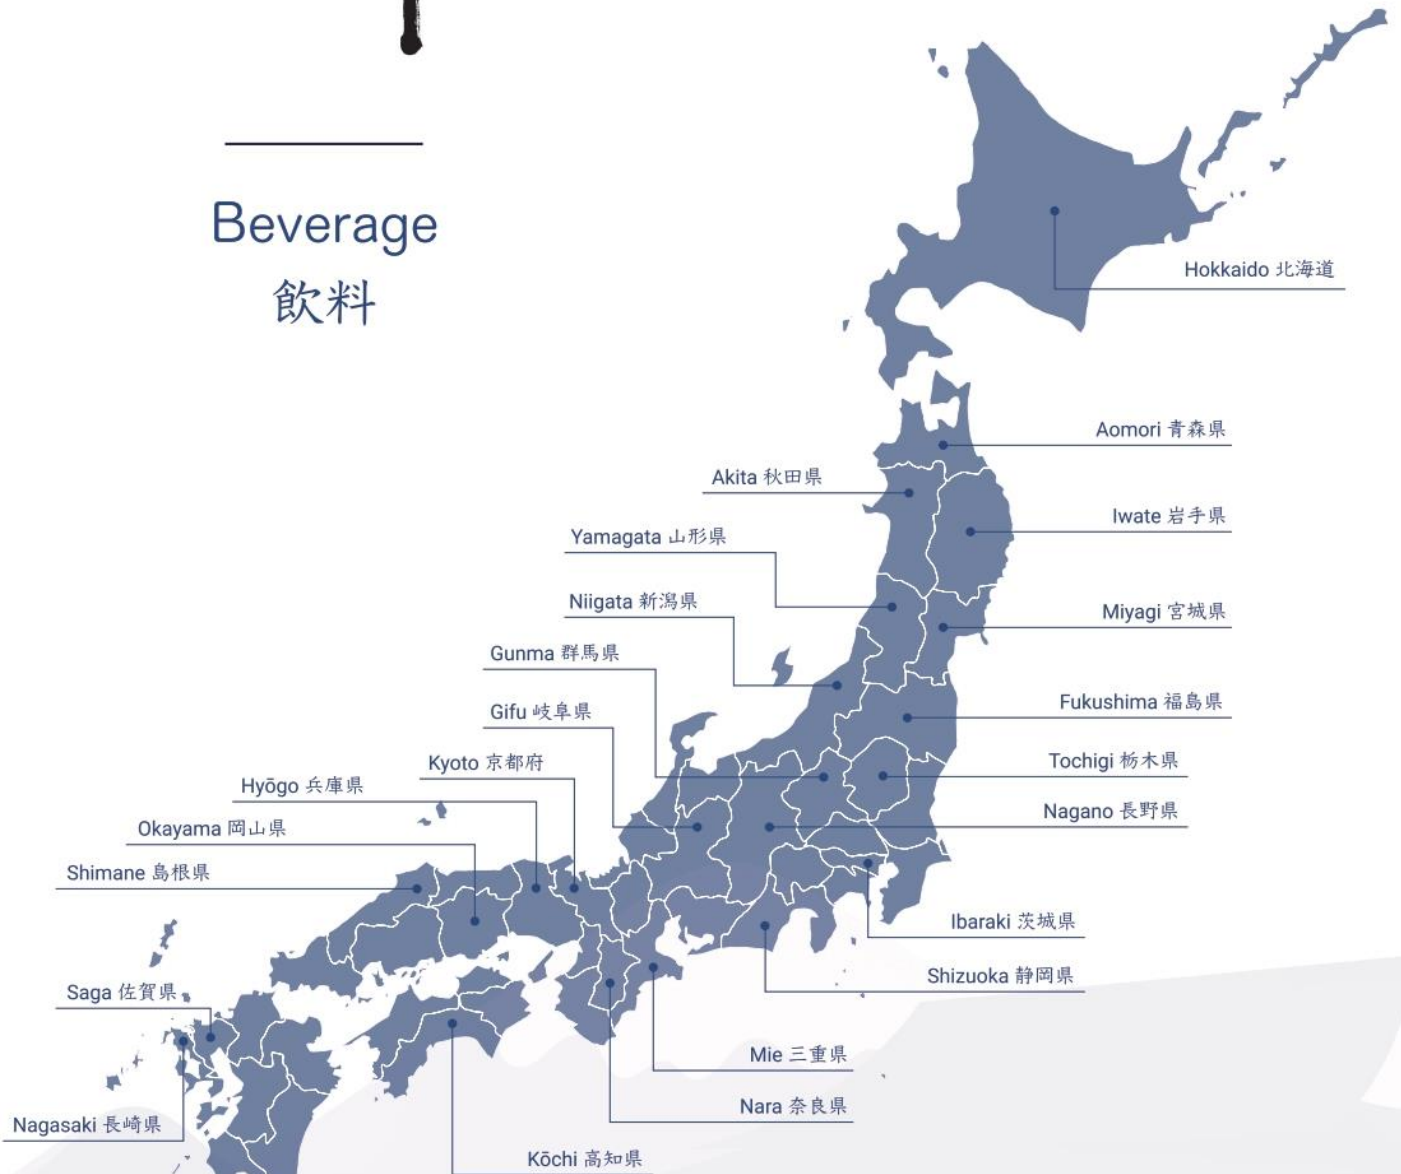 Beverage
飲料
Hokkaido 北海道
Aomori 青森県
Akita 秋田県
Iwate 岩手県
Yamagata 山形県
Niigata 新潟県
Miyagi 宮城県
Gunma 群馬県
Fukushima 福島県
Gifu 岐阜県
Kyoto 京都府
Tochigi 栃木県
Hyōgo 兵庫県
Nagano 長野県
Okayama 岡山県
Shimane 島根県
Ibaraki 茨城県
Shizuoka 静岡県
Saga 佐賀県
Mie 三重県
Nara 奈良県
Nagasaki 長崎県
Kōchi 高知県